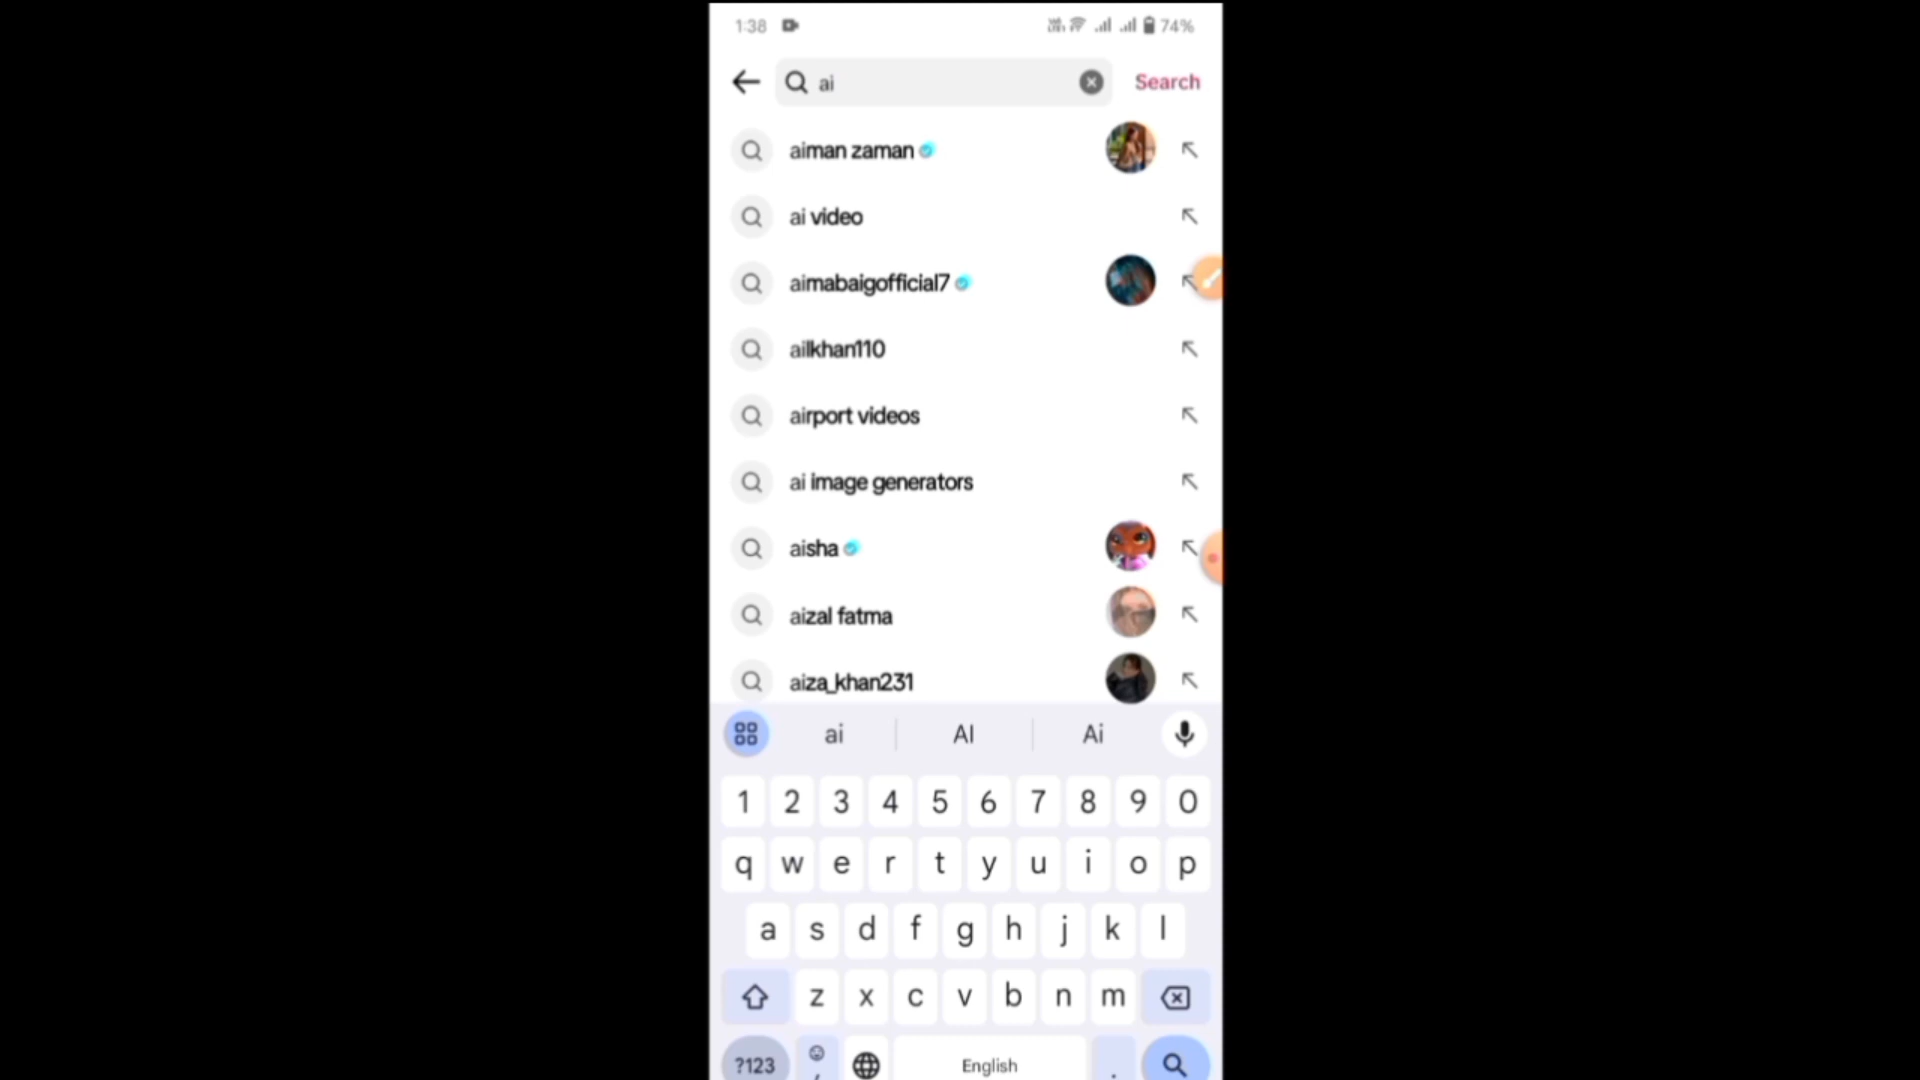 1:38 74%
ai Search
aiman zaman
ai video
aimabaigofficial7
ailkhan110
airport videos
ai image generators
aisha
aizal fatma
aiza_khan231
ai AI Ai
1 2 3 4 5 6 7 8 9 0
q w e r t y u i o p
a s d f g h j k l
z x c v b n m
?123 , English .